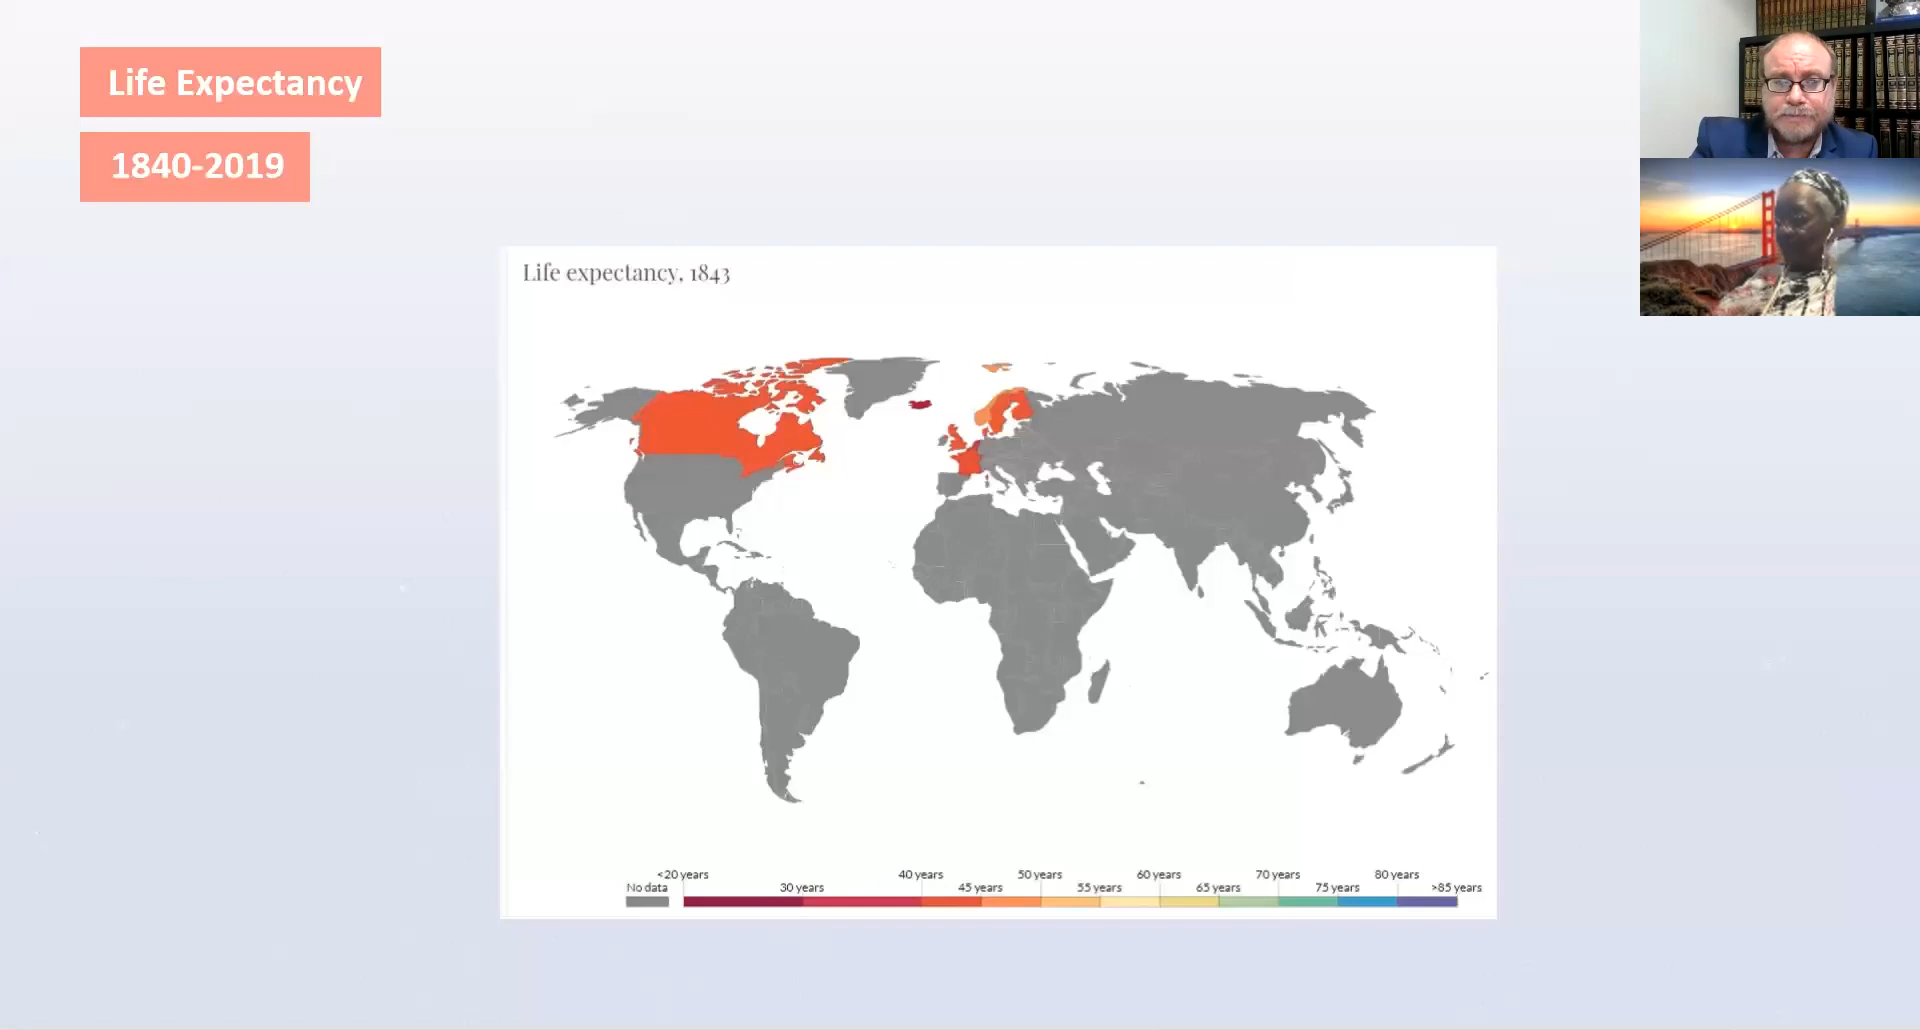 Life Expectancy
1840-2019
Life expectancy, 1843
<20 years
40 years
50 years
60 years
70 years
80 years
No data
30 years
45 years
55 years
65 years
75 years
>85 years